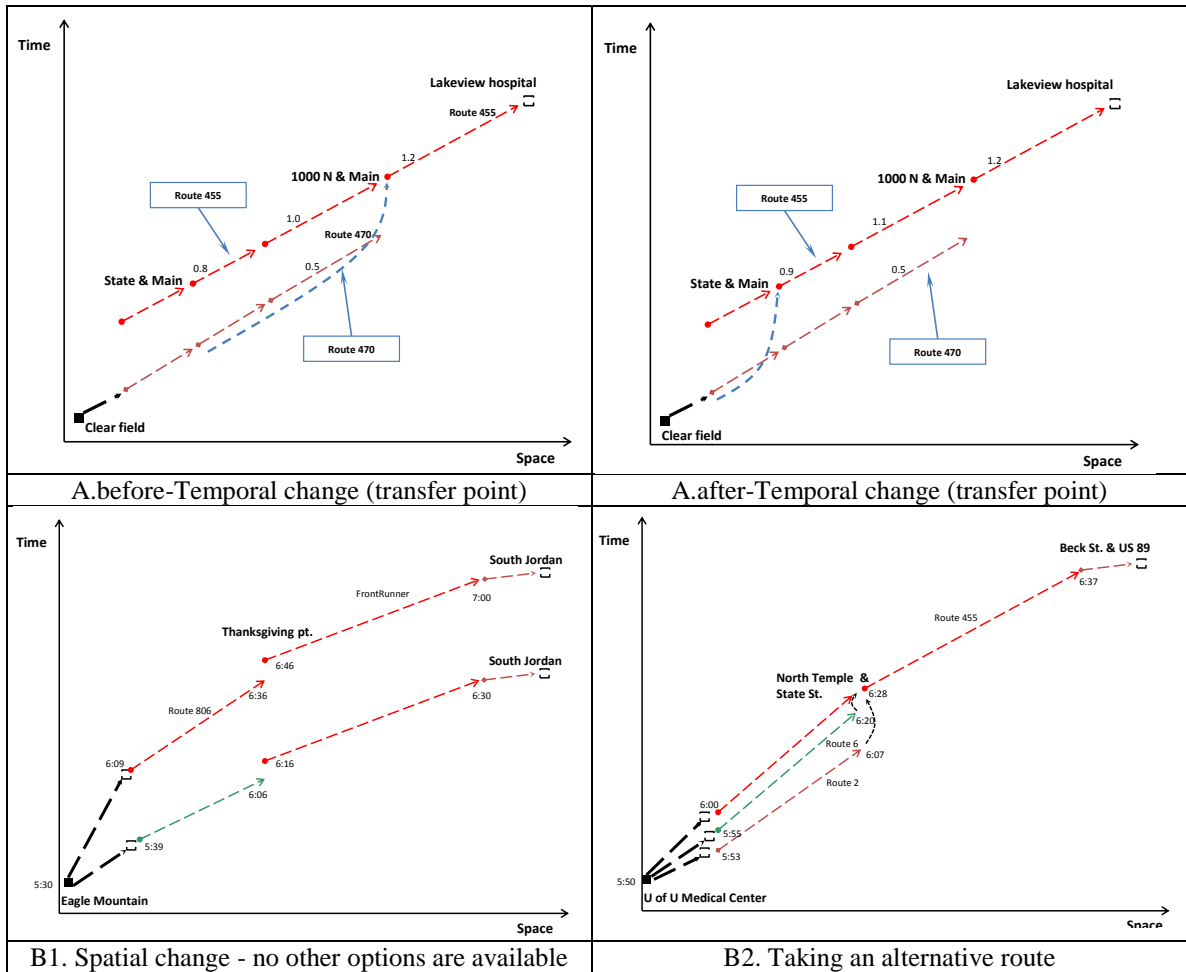 Time
Lakeview hospital
Route 455
1.2
1000 N & Main
Route 455
1.0
Route 470
State & Main
0.8
0.5
Route 470
Clear field
Space
A.before-Temporal change (transfer point)
Time
Lakeview hospital
1.2
1000 N & Main
Route 455
1.1
State & Main
0.9
0.5
Route 470
Clear field
Space
A.after-Temporal change (transfer point)
Time
South Jordan
FrontRunner
7:00
Thanksgiving pt.
6:46
South Jordan
6:36
6:30
Route 806
6:09
6:16
6:06
5:39
5:30
Eagle Mountain
Space
B1. Spatial change - no other options are available
Time
Beck St. & US 89
6:37
Route 455
North Temple &
State St.
6:28
6:20
Route 6
6:07
Route 2
6:00
5:55
5:53
5:50
U of U Medical Center
Space
B2. Taking an alternative route